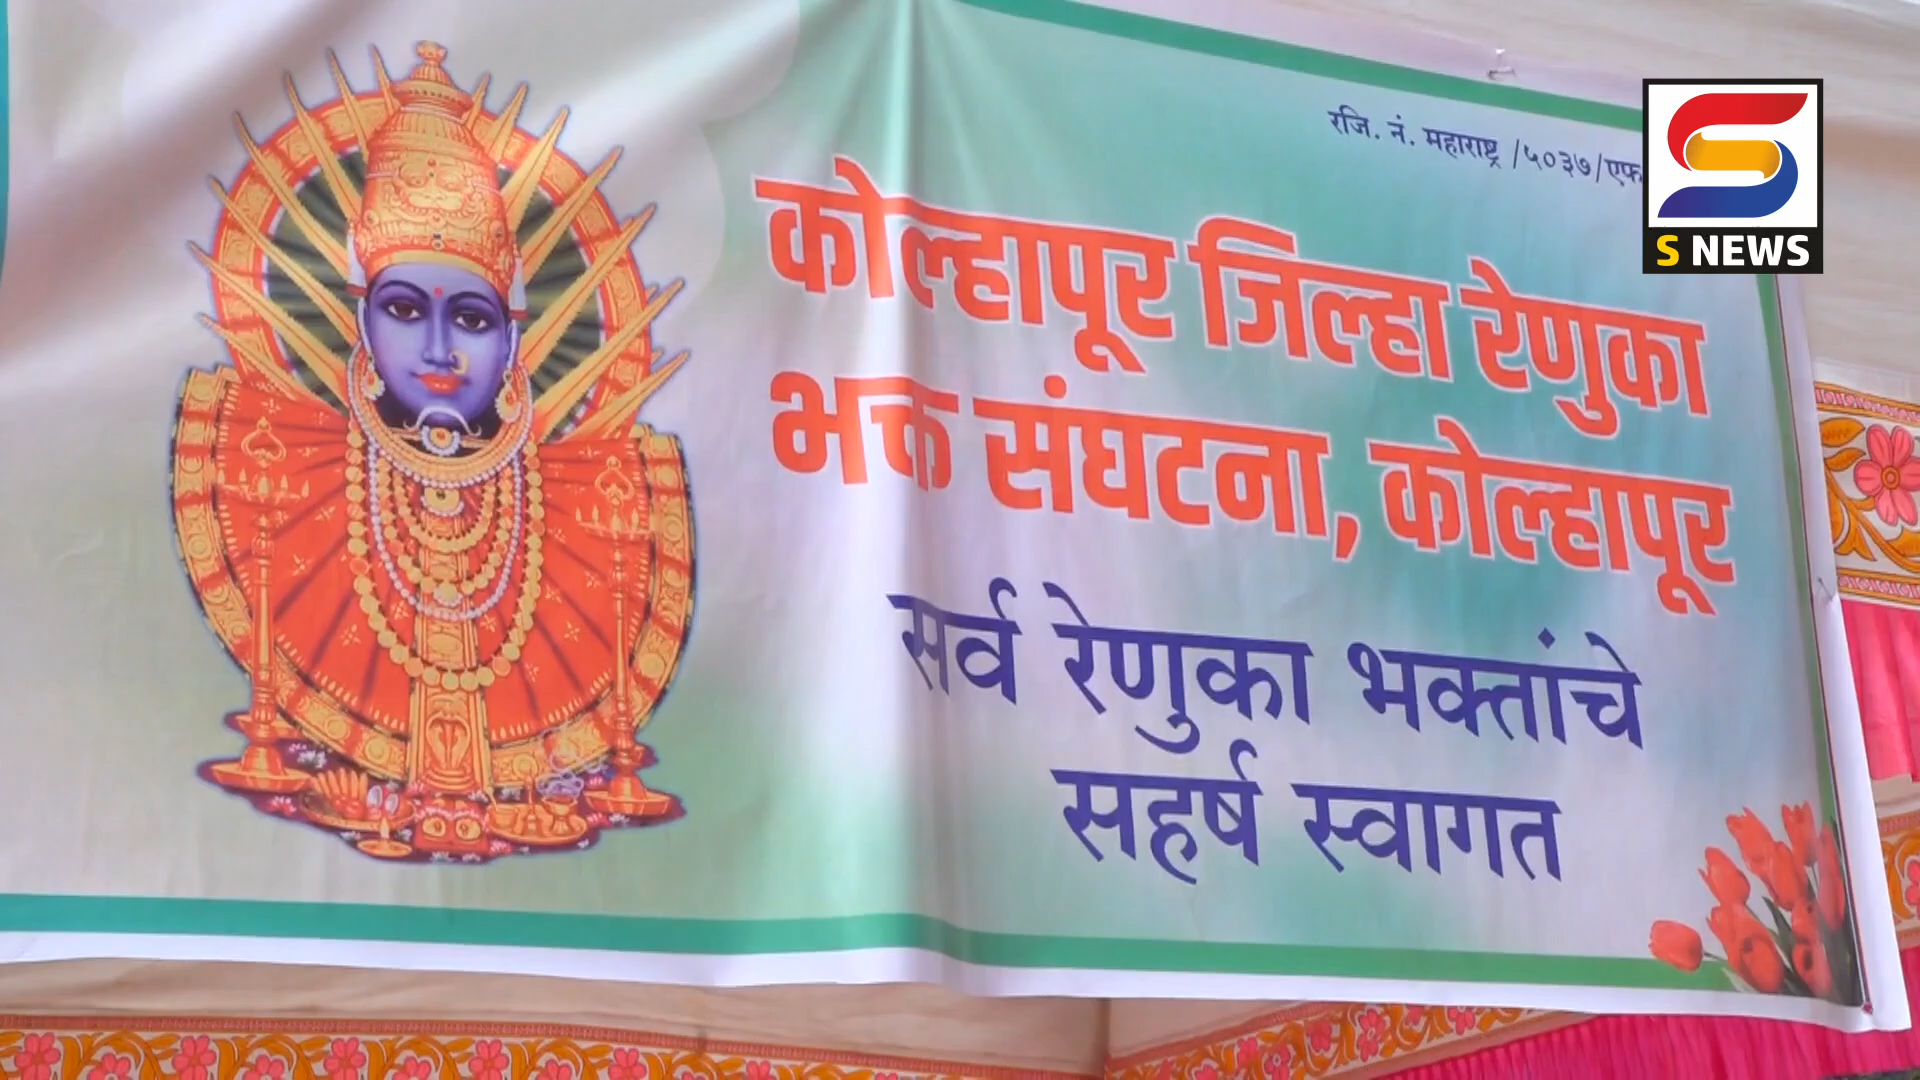 रजि. नं. महाराष्ट्र /५०३७/एफ
S NEWS
कोल्हापूर जिल्हा रेणुका
भक्त संघटना, कोल्हापूर
सर्व रेणुका भक्तांचे
सहर्ष स्वागत